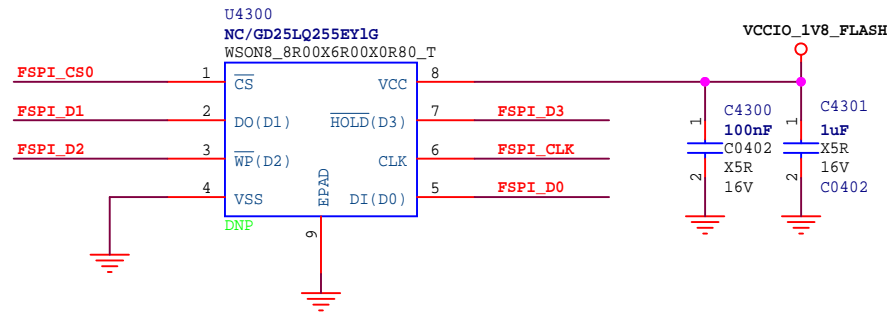 U4300
NC/GD25LQ255EYIG
WSON8_8R00X6R00X0R80_T
VCCIO_1V8_FLASH
FSPI_CS0 1 CS VCC 8
FSPI_D1 2 DO(D1) HOLD(D3) 7 FSPI_D3
FSPI_D2 3 WP(D2) CLK 6 FSPI_CLK
4 VSS EPAD DI(D0) 5 FSPI_D0
DNP
9
1 C4300
100nF
C0402
X5R
16V
2
1 C4301
1uF
X5R
16V
C0402
2